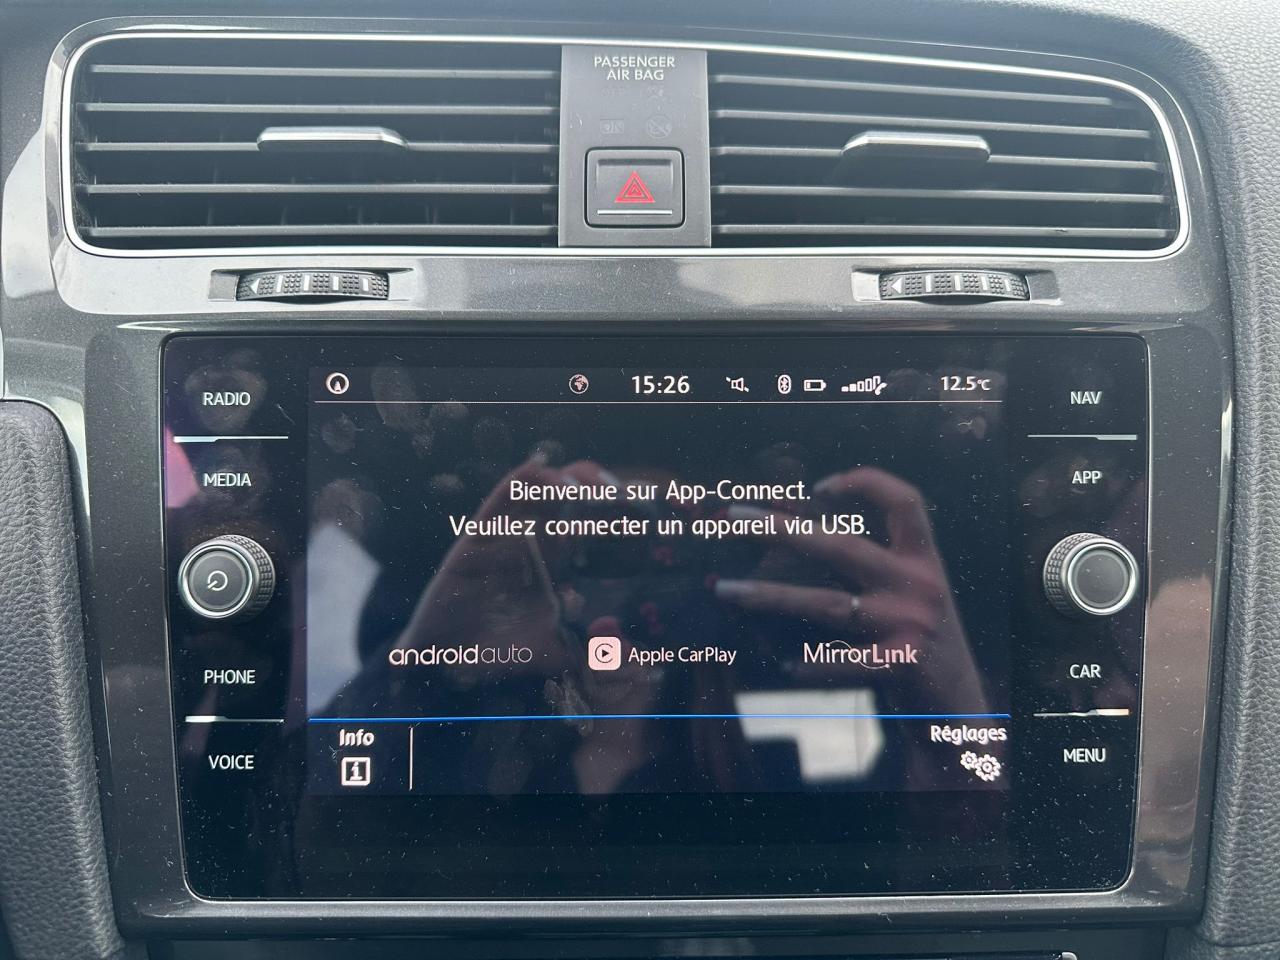 PASSENGER
AIR BAG
RADIO
15:26
12.5°C
NAV
MEDIA
APP
Bienvenue sur App-Connect.
Veuillez connecter un appareil via USB.
androidauto
Apple CarPlay
MirrorLink
PHONE
CAR
Info
Réglages
VOICE
MENU